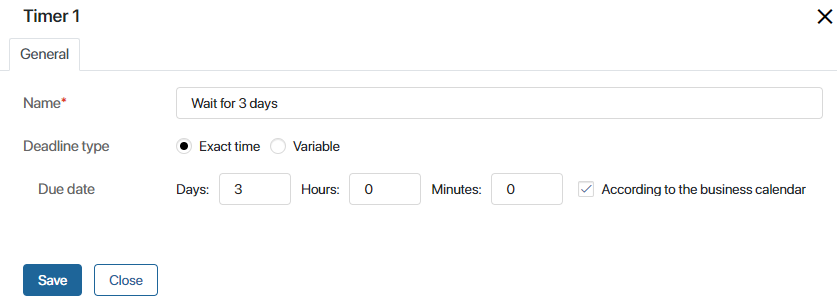 Timer 1
General
Name*
Wait for 3 days
Deadline type
Exact time
Variable
Due date
Days: 3 Hours: 0 Minutes: 0 According to the business calendar
Save
Close